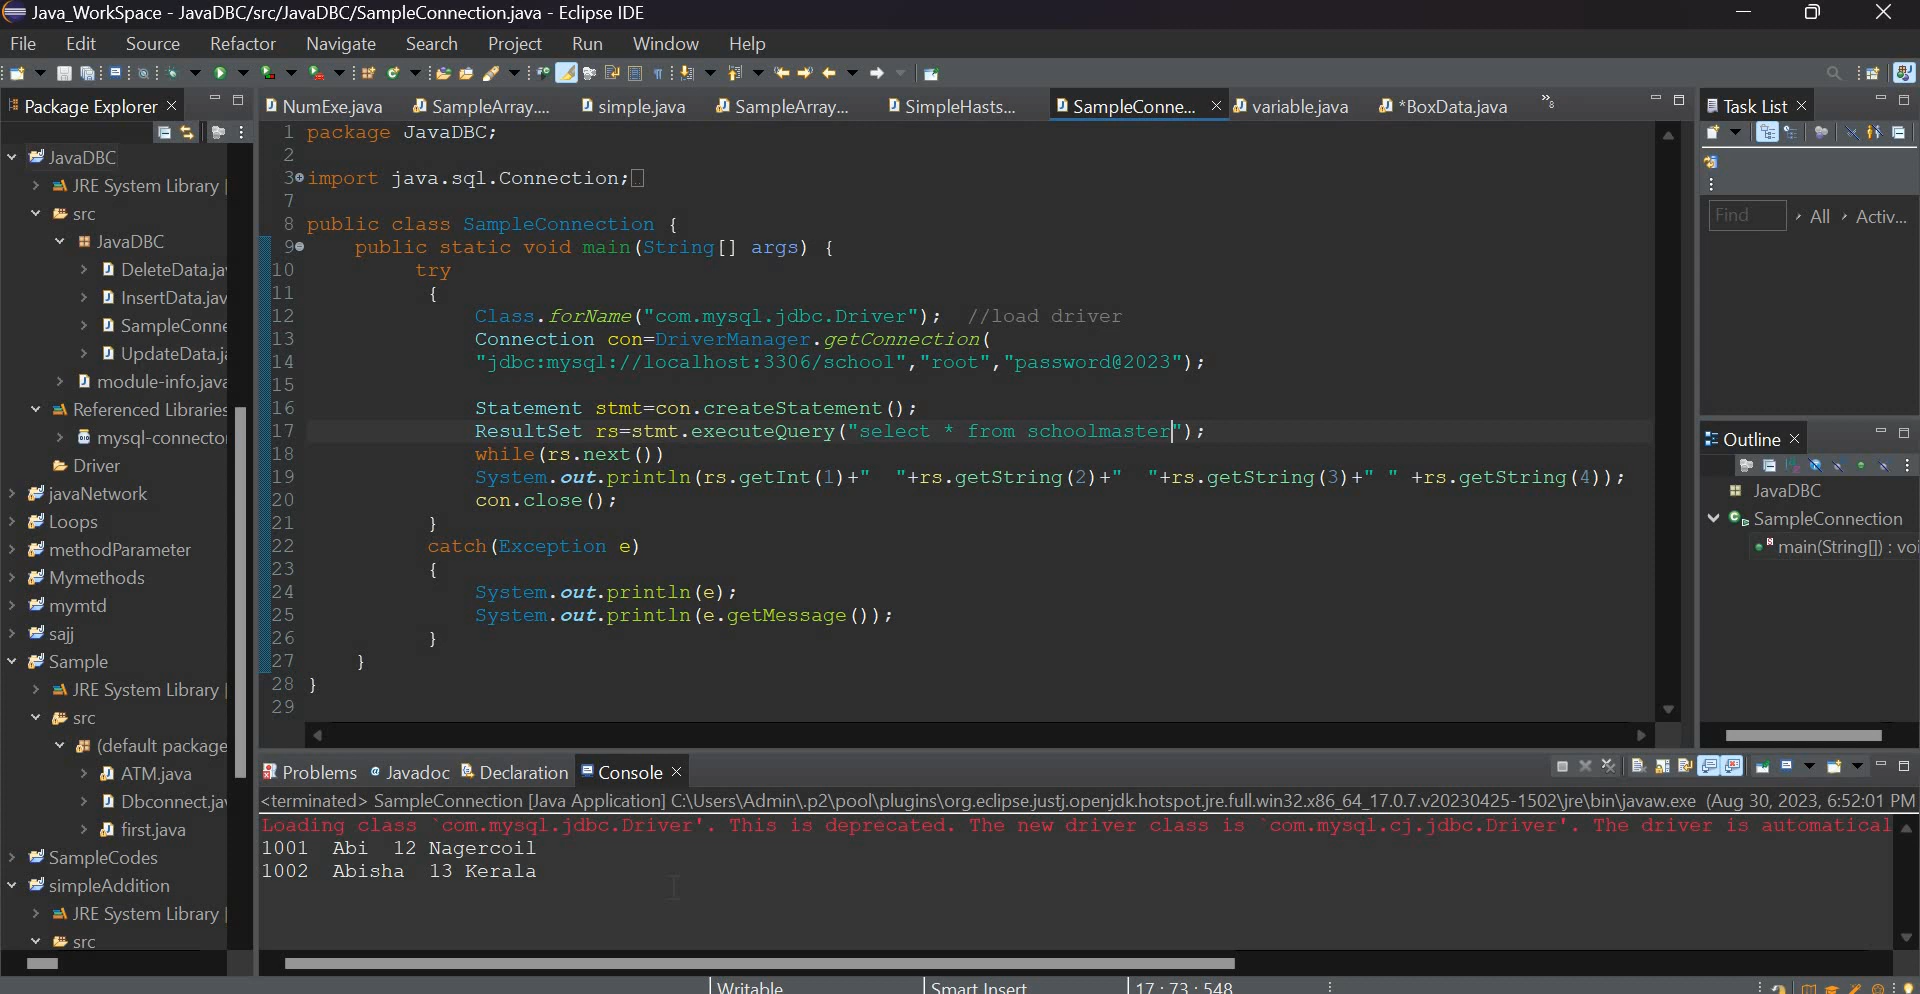 Java_WorkSpace - JavaDBC/src/JavaDBC/SampleConnection.java - Eclipse IDE
File Edit Source Refactor Navigate Search Project Run Window Help
Package Explorer
JavaDBC
JRE System Library
src
JavaDBC
DeleteData.ja
InsertData.jav
SampleConne
UpdateData.j
module-info.java
Referenced Libraries
mysql-connecto
Driver
javaNetwork
Loops
methodParameter
Mymethods
mymtd
sajj
Sample
JRE System Library
src
(default package
ATM.java
Dbconnect.ja
first.java
SampleCodes
simpleAddition
JRE System Library
src
NumExe.java SampleArray.... simple.java SampleArray... SimpleHasts... SampleConne... variable.java *BoxData.java »8
1 package JavaDBC;
2
3 import java.sql.Connection;
7
8 public class SampleConnection {
9 public static void main(String[] args) {
10 try
11 {
12 Class.forName("com.mysql.jdbc.Driver"); //load driver
13 Connection con=DriverManager.getConnection(
14 "jdbc:mysql://localhost:3306/school","root","password@2023");
15
16 Statement stmt=con.createStatement();
17 ResultSet rs=stmt.executeQuery("select * from schoolmaster");
18 while(rs.next())
19 System.out.println(rs.getInt(1)+" "+rs.getString(2)+" "+rs.getString(3)+" " +rs.getString(4));
20 con.close();
21 }
22 catch(Exception e)
23 {
24 System.out.println(e);
25 System.out.println(e.getMessage());
26 }
27 }
28 }
29
Problems Javadoc Declaration Console
<terminated> SampleConnection [Java Application] C:\Users\Admin\.p2\pool\plugins\org.eclipse.justj.openjdk.hotspot.jre.full.win32.x86_64_17.0.7.v20230425-1502\jre\bin\javaw.exe (Aug 30, 2023, 6:52:01 PM
Loading class `com.mysql.jdbc.Driver'. This is deprecated. The new driver class is `com.mysql.cj.jdbc.Driver'. The driver is automatical
1001 Abi 12 Nagercoil
1002 Abisha 13 Kerala
Task List
Find All Activ...
Outline
JavaDBC
SampleConnection
main(String[]) : voi
Writable Smart Insert 17 : 73 : 548